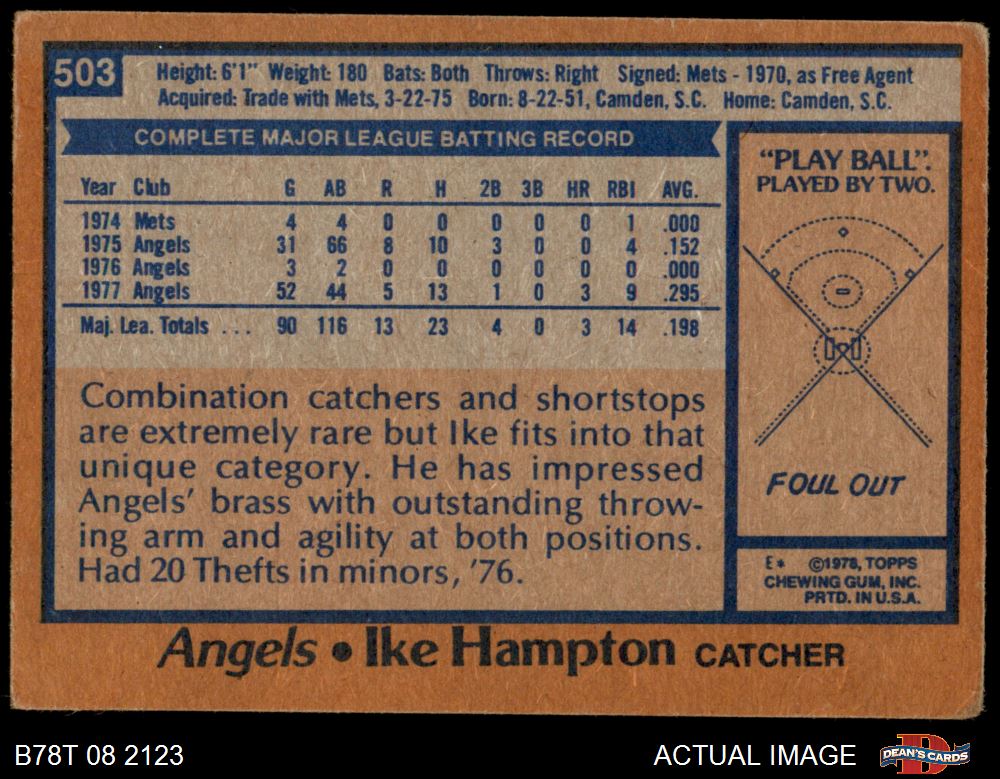 503
Height: 6'1" Weight: 180 Bats: Both Throws: Right Signed: Mets - 1970, as Free Agent
Acquired: Trade with Mets, 3-22-75 Born: 8-22-51, Camden, S.C. Home: Camden, S.C.
COMPLETE MAJOR LEAGUE BATTING RECORD
Year Club G AB R H 2B 3B HR RBI AVG.
1974 Mets 4 4 0 0 0 0 0 1 .000
1975 Angels 31 66 8 10 3 0 0 4 .152
1976 Angels 3 2 0 0 0 0 0 0 .000
1977 Angels 52 44 5 13 1 0 3 9 .295
Maj. Lea. Totals ... 90 116 13 23 4 0 3 14 .198
Combination catchers and shortstops
are extremely rare but Ike fits into that
unique category. He has impressed
Angels' brass with outstanding throw-
ing arm and agility at both positions.
Had 20 Thefts in minors, '76.
"PLAY BALL".
PLAYED BY TWO.
FOUL OUT
E* ©1978, TOPPS
CHEWING GUM, INC.
PRTD. IN U.S.A.
Angels • Ike Hampton CATCHER
B78T 08 2123
ACTUAL IMAGE
DEAN'S CARDS